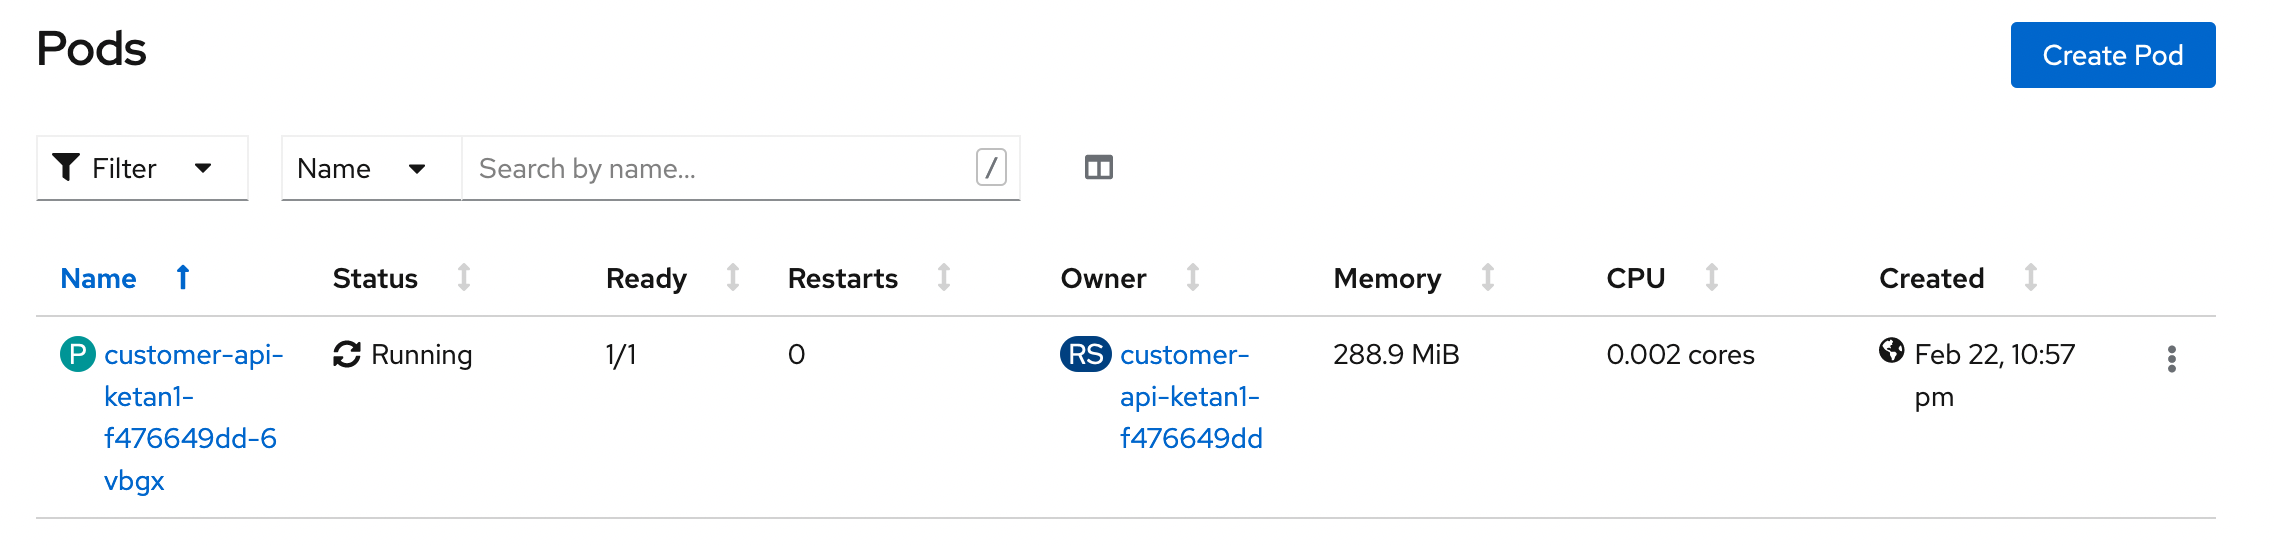 Pods
Create Pod
Filter
Name
Search by name...
/
Name Status Ready Restarts Owner Memory CPU Created
P customer-api- Running 1/1 0 RS customer- 288.9 MiB 0.002 cores Feb 22, 10:57
ketan1- api-ketan1- pm
f476649dd-6 f476649dd
vbgx